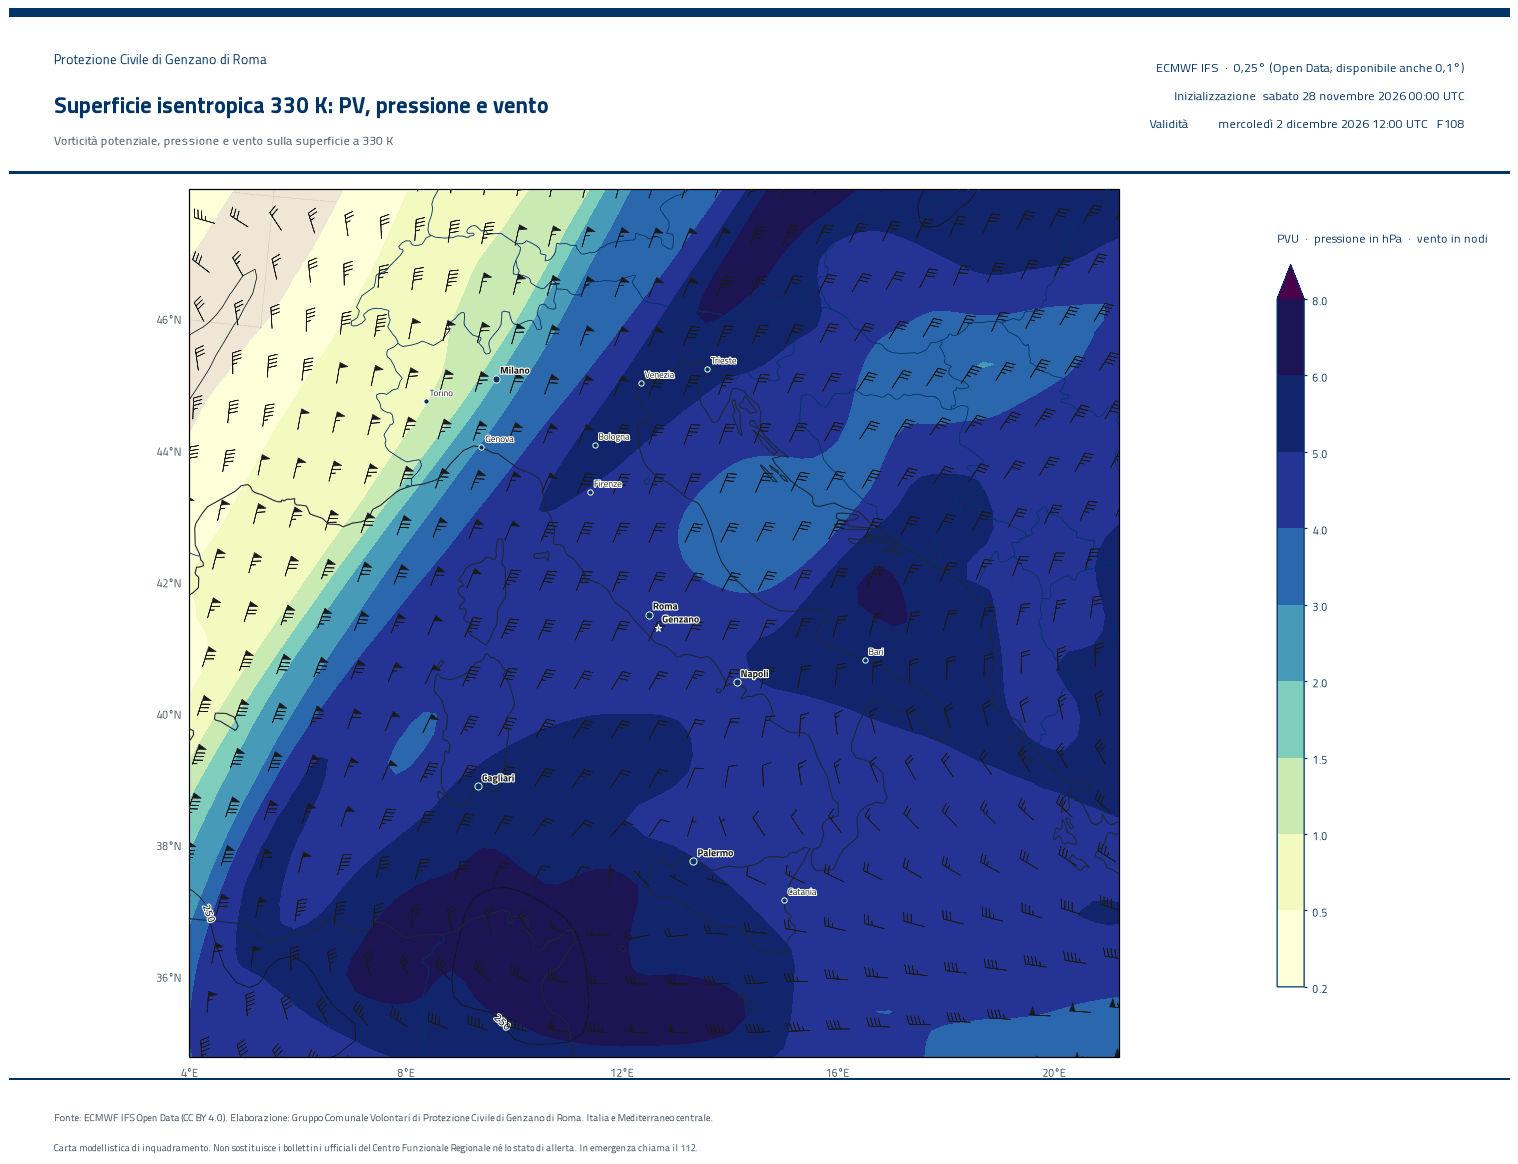 Protezione Civile di Genzano di Roma
Superficie isentropica 330 K: PV, pressione e vento
Vorticità potenziale, pressione e vento sulla superficie a 330 K
ECMWF IFS · 0,25° (Open Data; disponibile anche 0,1°)
Inizializzazione sabato 28 novembre 2026 00:00 UTC
Validità mercoledì 2 dicembre 2026 12:00 UTC F108
PVU · pressione in hPa · vento in nodi
8.0
6.0
5.0
4.0
3.0
2.0
1.5
1.0
0.5
0.2
46°N
44°N
42°N
40°N
38°N
36°N
4°E
8°E
12°E
16°E
20°E
Milano
Torino
Venezia
Trieste
Genova
Bologna
Firenze
Roma
Genzano
Napoli
Bari
Cagliari
Palermo
Catania
250
250
Fonte: ECMWF IFS Open Data (CC BY 4.0). Elaborazione: Gruppo Comunale Volontari di Protezione Civile di Genzano di Roma. Italia e Mediterraneo centrale.
Carta modellistica di inquadramento. Non sostituisce i bollettini ufficiali del Centro Funzionale Regionale né lo stato di allerta. In emergenza chiama il 112.